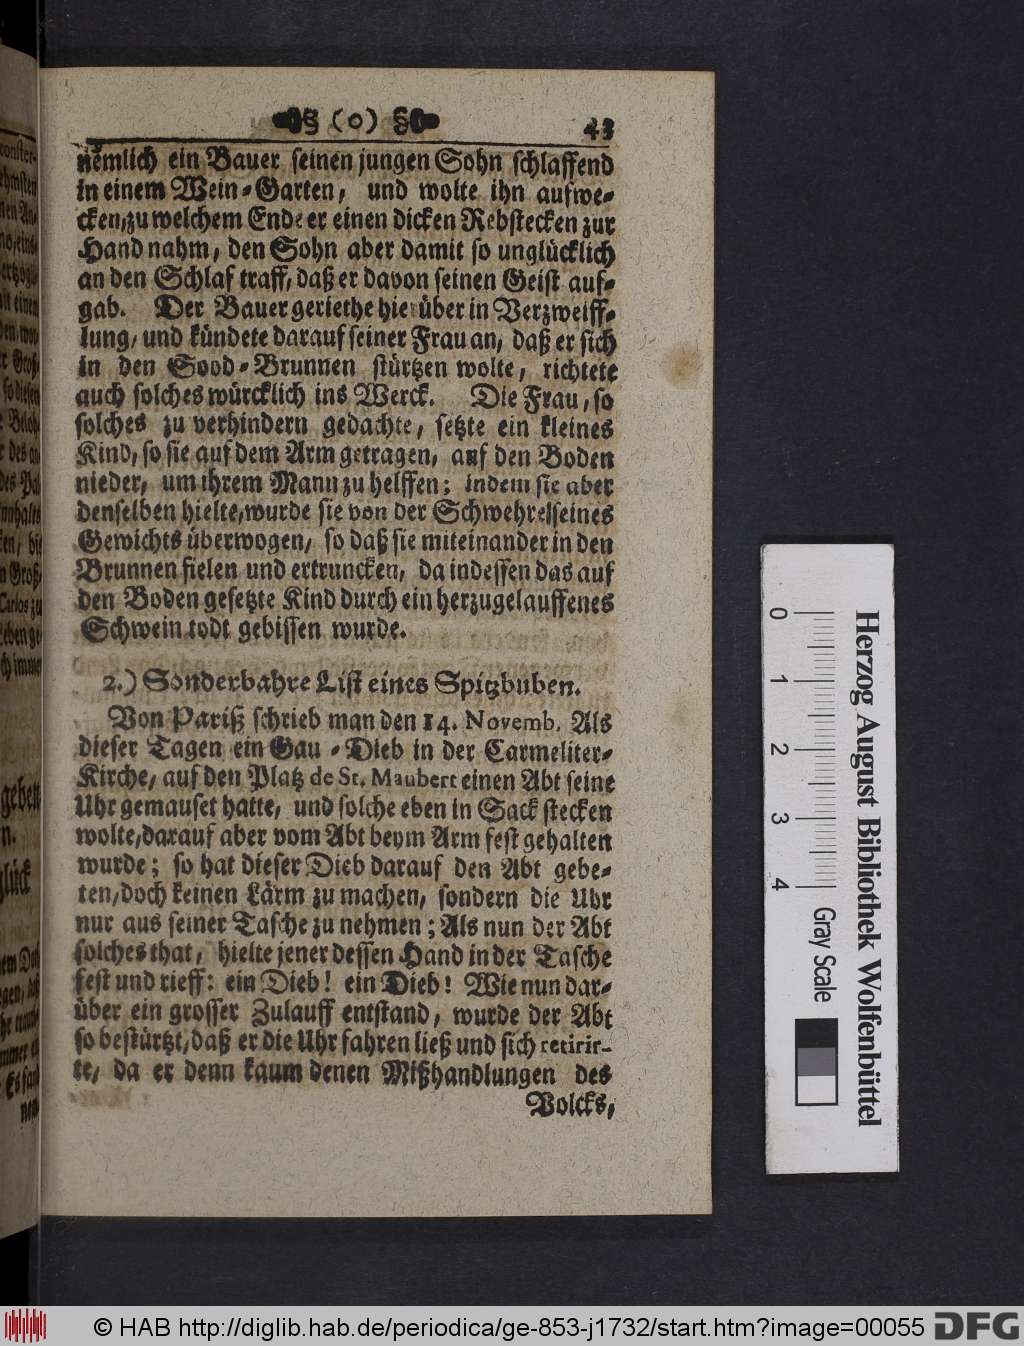 § (o) § 43
nemlich ein Bauer seinen jungen Sohn schlaffend
in einem Wein-Garten, und wolte ihn aufwe-
cken, zu welchem Ende er einen dicken Rebstecken zur
Hand nahm, den Sohn aber damit so unglücklich
an den Schlaf traff, daß er davon seinen Geist auf-
gab. Der Bauer geriethe hierüber in Verzweiff-
lung, und kündete darauf seiner Frau an, daß er sich
in den Sood-Brunnen stürtzen wolte, richtete
auch solches würcklich ins Werck. Die Frau, so
solches zu verhindern gedachte, setzte ein kleines
Kind, so sie auf dem Arm getragen, auf den Boden
nieder, um ihrem Mann zu helffen; indem sie aber
denselben hielte, wurde sie von der Schwehre seines
Gewichts überwogen, so daß sie miteinander in den
Brunnen fielen und ertruncken, da indessen das auf
den Boden gesetzte Kind durch ein herzugelauffenes
Schwein todt gebissen wurde.
2.) Sonderbahre List eines Spitzbuben.
Von Pariß schrieb man den 14. Novemb. Als
dieser Tagen ein Gau-Dieb in der Carmeliter-
Kirche, auf den Platz de St. Maubert einen Abt seine
Uhr gemauset hatte, und solche eben in Sack stecken
wolte, darauf aber vom Abt beym Arm fest gehalten
wurde; so hat dieser Dieb darauf den Abt gebe-
ten, doch keinen Lärm zu machen, sondern die Uhr
nur aus seiner Tasche zu nehmen; Als nun der Abt
solches that, hielte jener dessen Hand in der Tasche
fest und rieff: ein Dieb! ein Dieb! Wie nun dar-
über ein grosser Zulauff entstand, wurde der Abt
so bestürtzt, daß er die Uhr fahren ließ und sich retirir-
te, da er denn kaum denen Mißhandlungen des
Volcks,
0 1 2 3 4 Gray Scale
Herzog August Bibliothek Wolfenbüttel
© HAB http://diglib.hab.de/periodica/ge-853-j1732/start.htm?image=00055 DFG